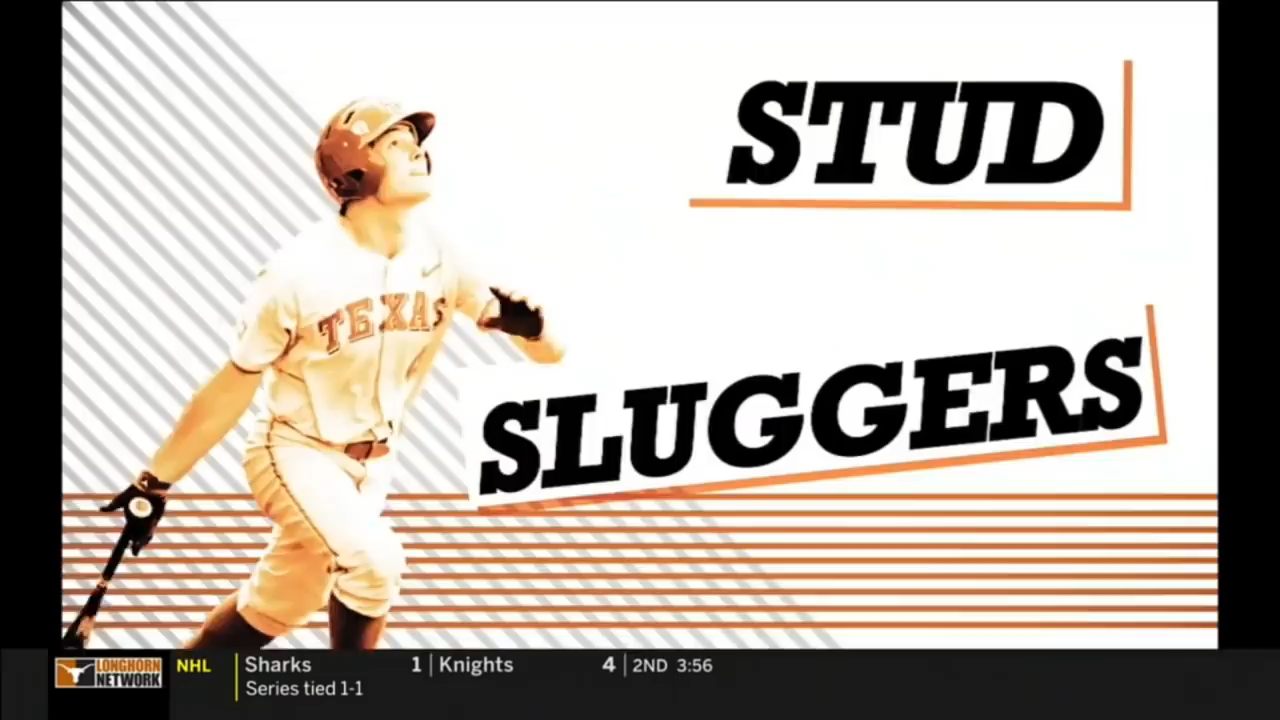 STUD
TEXAS
SLUGGERS
LONGHORN
NETWORK
NHL
Sharks 1 Knights 4 2ND 3:56
Series tied 1-1